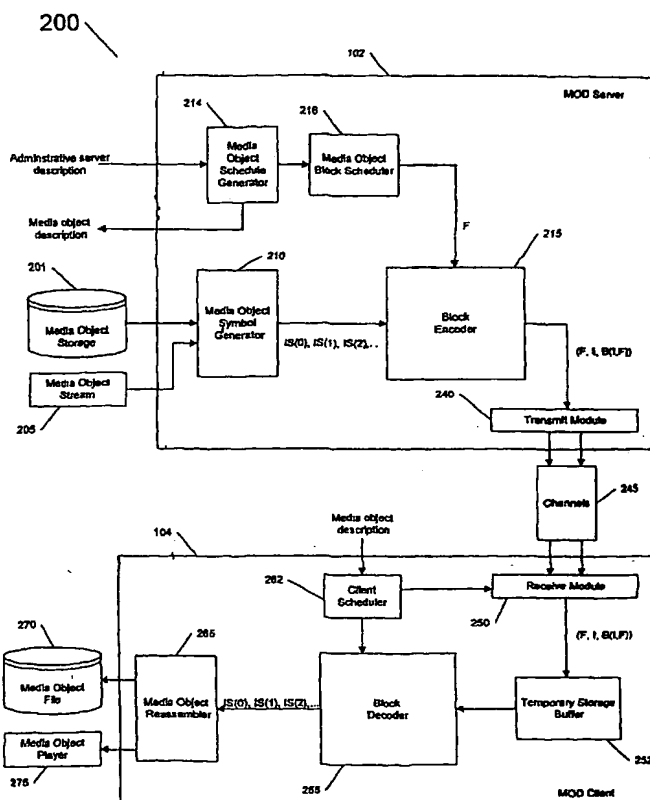 200
102
MOD Server
214
216
Media
Object
Schedule
Generator
Media Object
Block Scheduler
Administrative server
description
Media object
description
F
201
210
215
Media Object
Storage
Media Object
Symbol
Generator
IS(0), IS(1), IS(2),..
Block
Encoder
(F, I, B(I,F))
Media Object
Stream
205
240
Transmit Module
Channels
245
Media object
description
104
262
Client
Scheduler
Receive Module
250
270
265
(F, I, B(I,F))
Media Object
File
Media Object
Reassembler
IS(0), IS(1), IS(2),...
Block
Decoder
Temporary Storage
Buffer
Media Object
Player
275
255
252
MOD Client